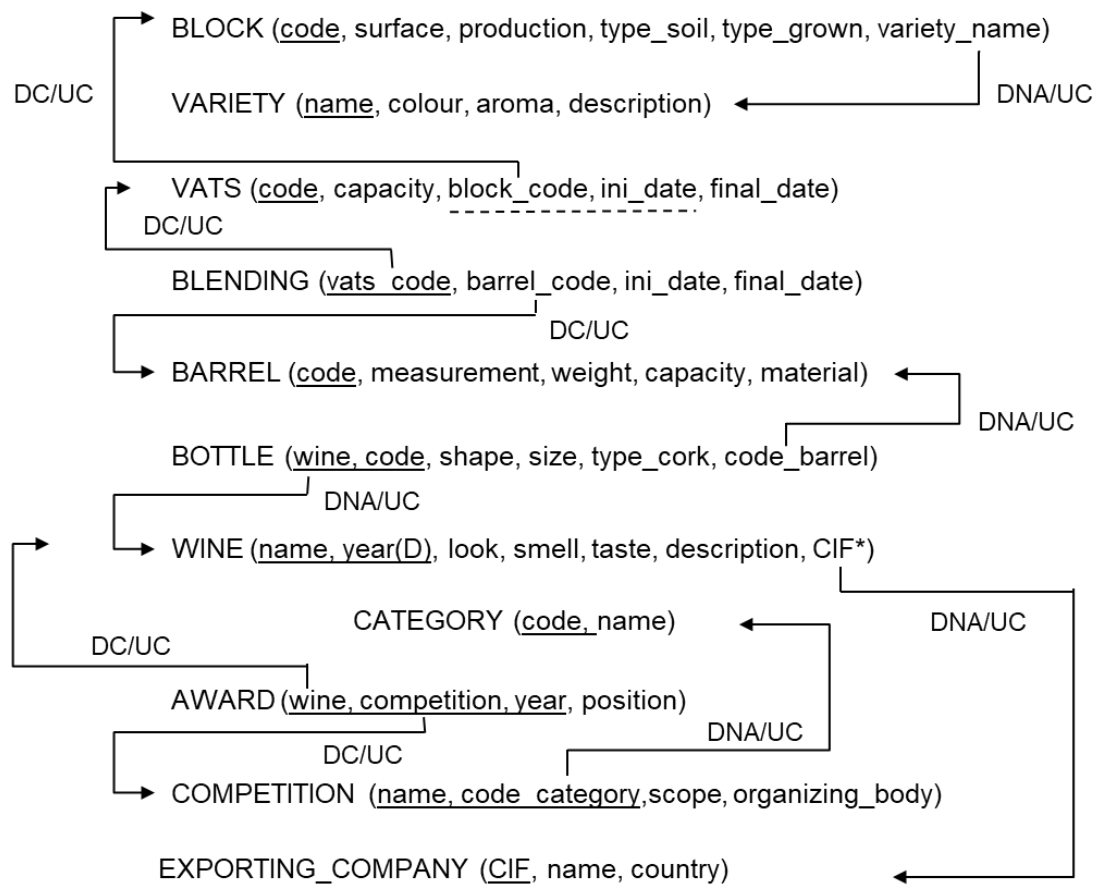 BLOCK (code, surface, production, type_soil, type_grown, variety_name)
DC/UC
DNA/UC
VARIETY (name, colour, aroma, description)
VATS (code, capacity, block_code, ini_date, final_date)
DC/UC
BLENDING (vats_code, barrel_code, ini_date, final_date)
DC/UC
BARREL (code, measurement, weight, capacity, material)
DNA/UC
BOTTLE (wine, code, shape, size, type_cork, code_barrel)
DNA/UC
WINE (name, year(D), look, smell, taste, description, CIF*)
CATEGORY (code, name)
DNA/UC
DC/UC
AWARD (wine, competition, year, position)
DNA/UC
DC/UC
COMPETITION (name, code_category,scope, organizing_body)
EXPORTING_COMPANY (CIF, name, country)